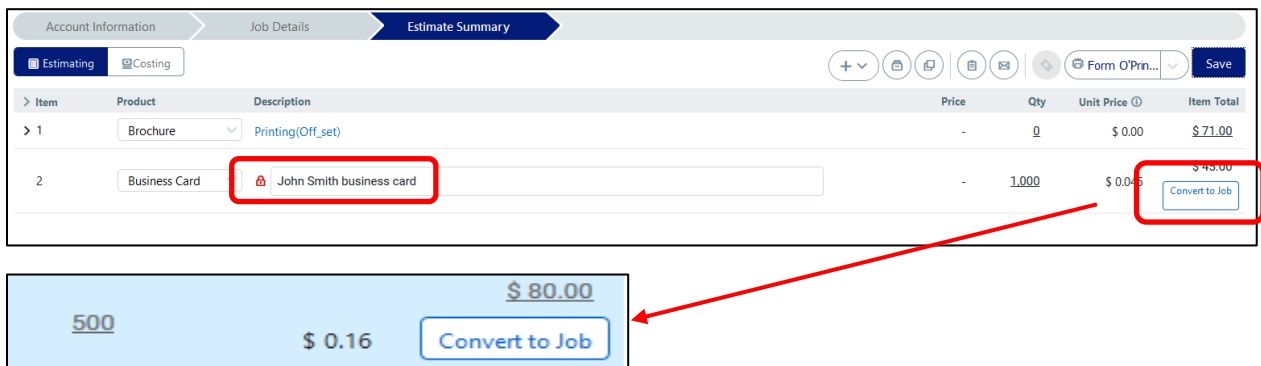 Account Information Job Details Estimate Summary
Estimating Costing Form O'Prin... Save
Item Product Description Price Qty Unit Price Item Total
1 Brochure Printing(Off_set) - 0 $ 0.00 $ 71.00
$ 45.00
2 Business Card John Smith business card - 1,000 $ 0.045
Convert to Job
$ 80.00
500
$ 0.16 Convert to Job